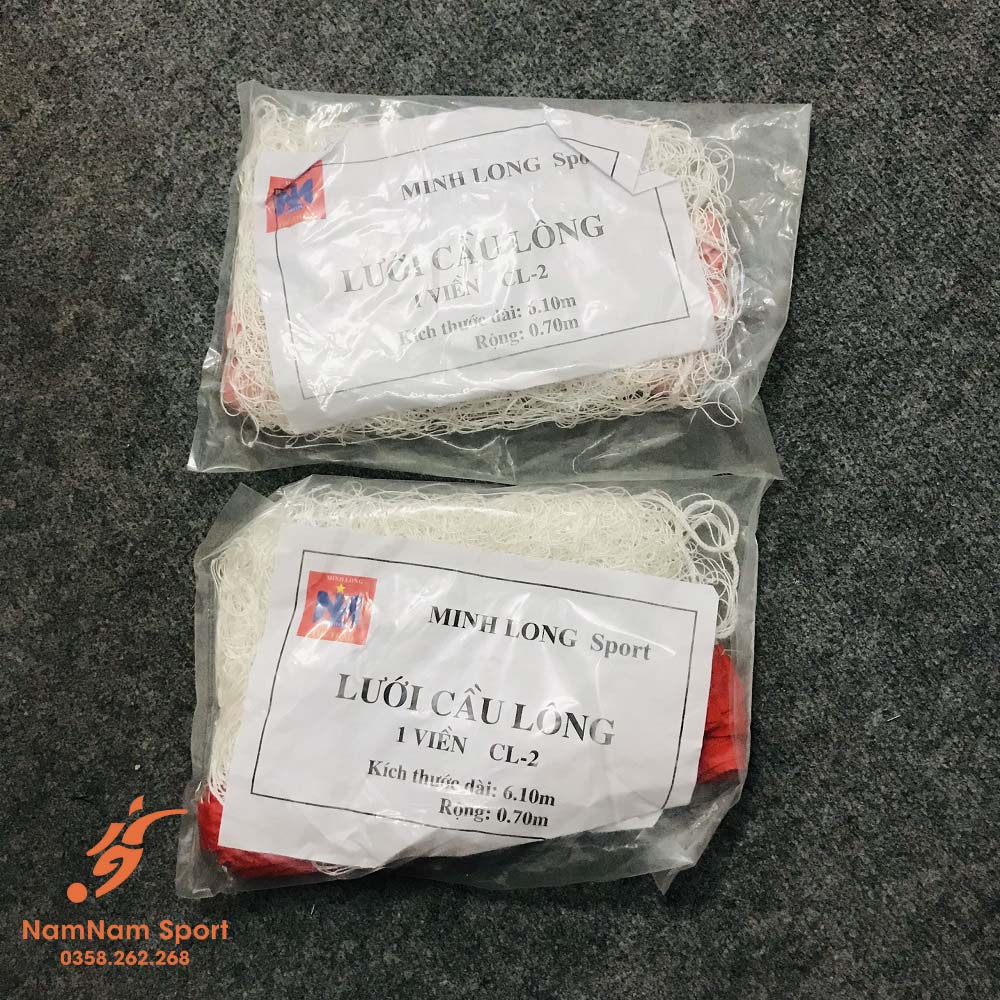 MINH LONG Spo
LƯỚI CẦU LÔNG
1 VIỀN CL-2
Kích thước dài: 6.10m
Rộng: 0.70m
MINH LONG
MINH LONG Sport
LƯỚI CẦU LÔNG
1 VIỀN CL-2
Kích thước dài: 6.10m
Rộng: 0.70m
NamNam Sport
0358.262.268